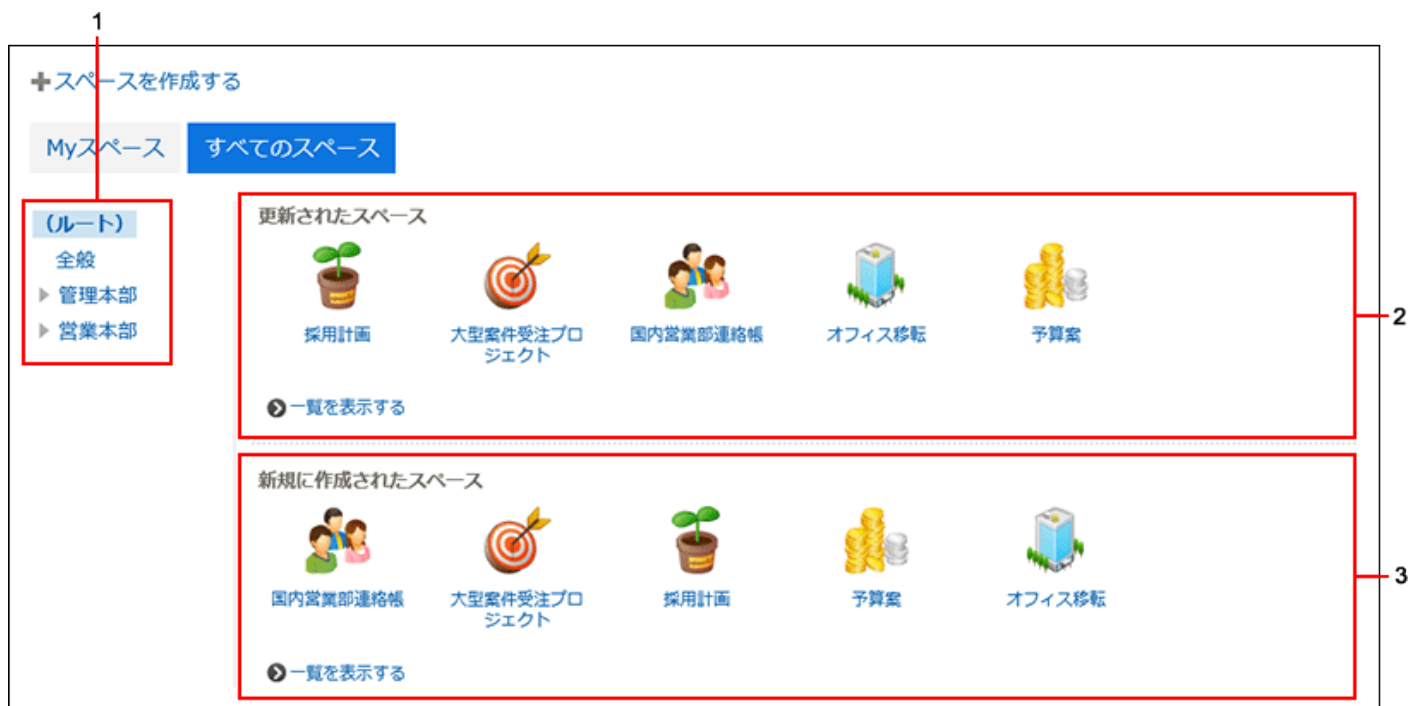 1
スペースを作成する
Myスペース すべてのスペース
(ルート)
全般
管理本部
営業本部
更新されたスペース
採用計画 大型案件受注プロ 国内営業部連絡帳 オフィス移転 予算案
ジェクト
一覧を表示する
2
新規に作成されたスペース
国内営業部連絡帳 大型案件受注プロ 採用計画 予算案 オフィス移転
ジェクト
一覧を表示する
3